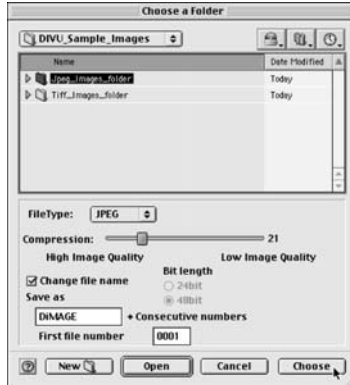 Choose a Folder
DiVU_Sample_Images
Name Date Modified
Jpeg_Images_folder Today
Tiff_Images_folder Today
FileType: JPEG
Compression: 21
High Image Quality Low Image Quality
Bit length
Change file name
24bit
Save as
48bit
DiMAGE + Consecutive numbers
First file number 0001
New Open Cancel Choose